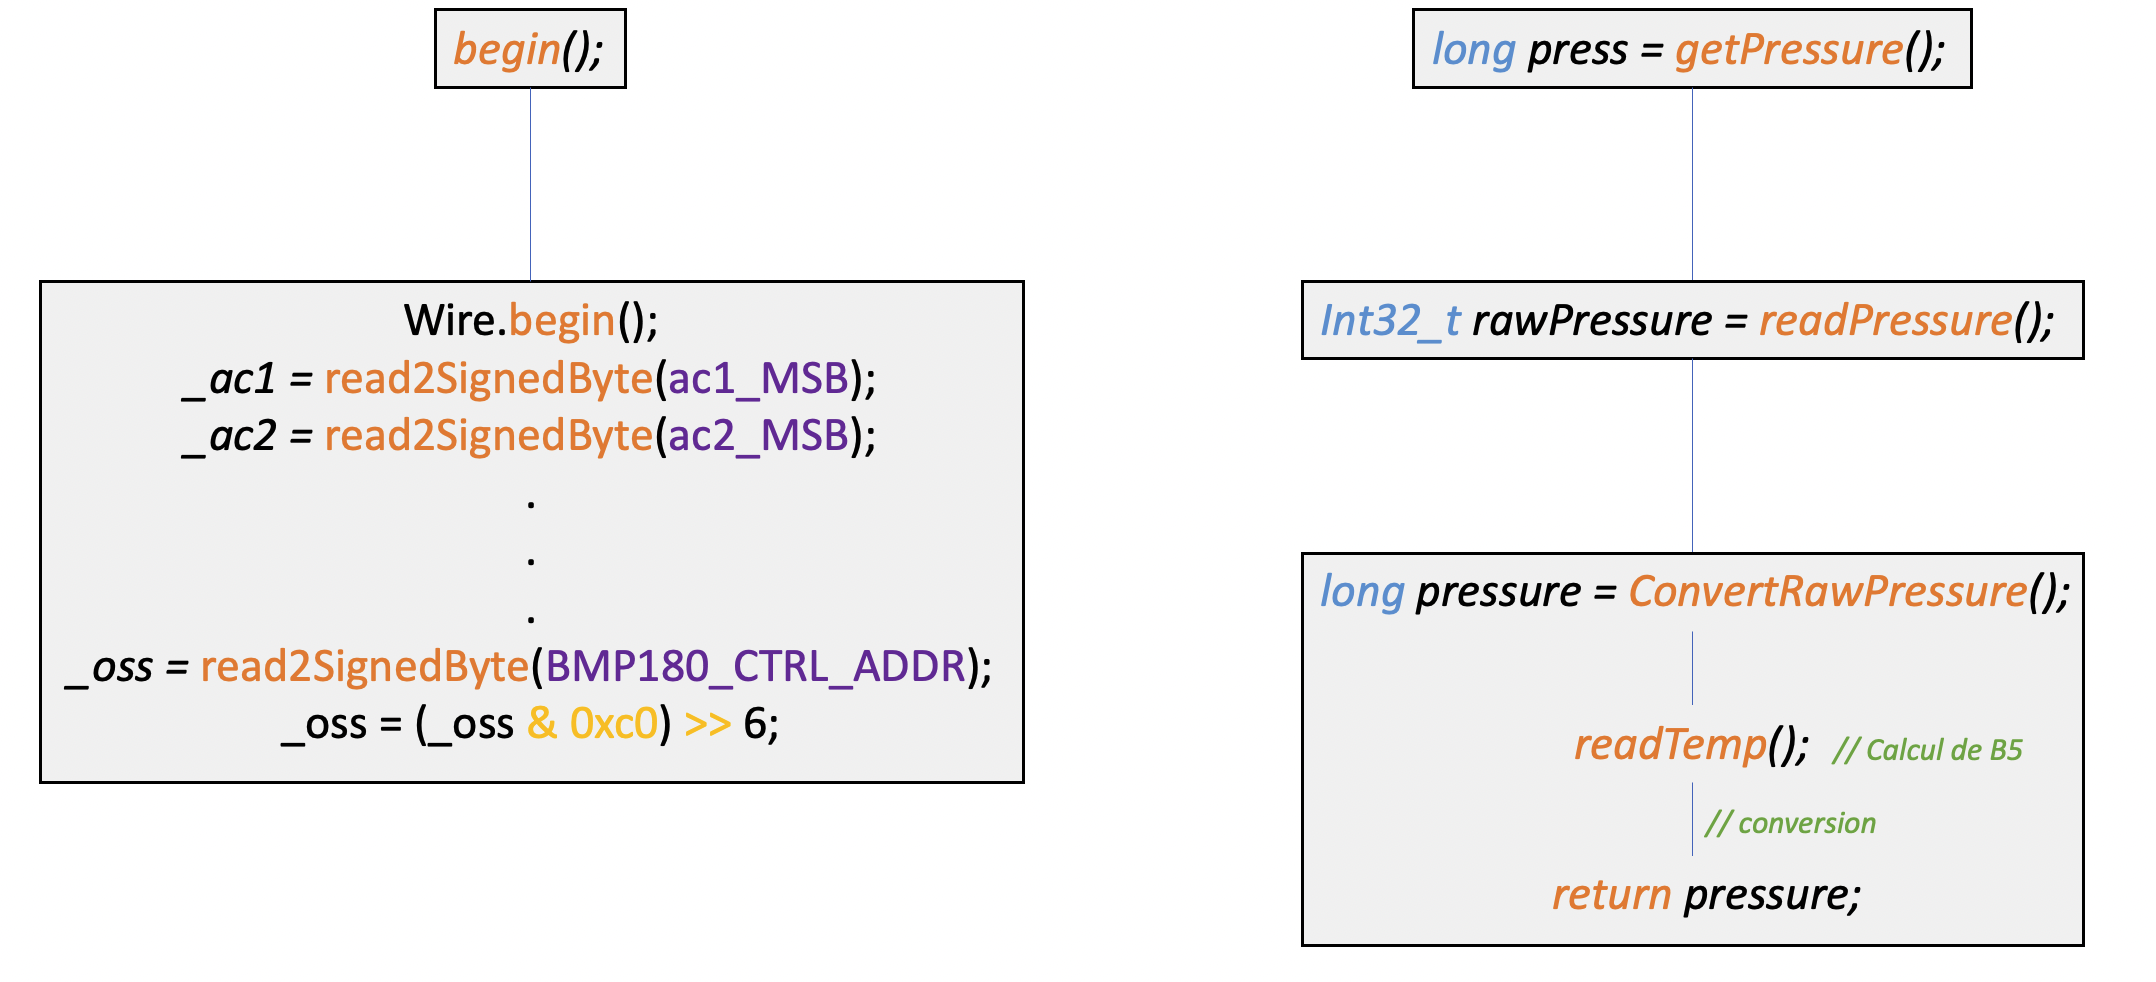 begin();
Wire.begin();
_ac1 = read2SignedByte(ac1_MSB);
_ac2 = read2SignedByte(ac2_MSB);
.
.
.
_oss = read2SignedByte(BMP180_CTRL_ADDR);
_oss = (_oss & 0xc0) >> 6;
long press = getPressure();
Int32_t rawPressure = readPressure();
long pressure = ConvertRawPressure();
readTemp(); // Calcul de B5
// conversion
return pressure;